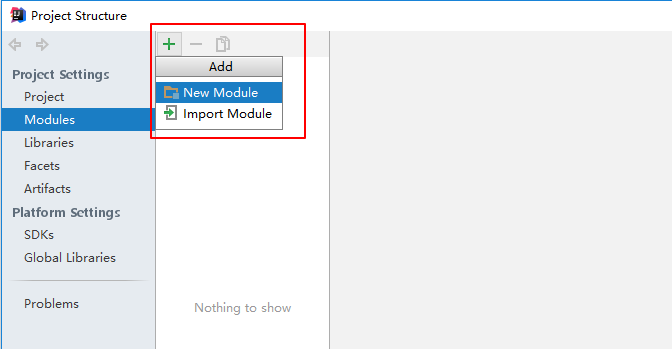 Project Structure
Project Settings
Project
Modules
Libraries
Facets
Artifacts
Platform Settings
SDKs
Global Libraries
Problems
Add
New Module
Import Module
Nothing to show